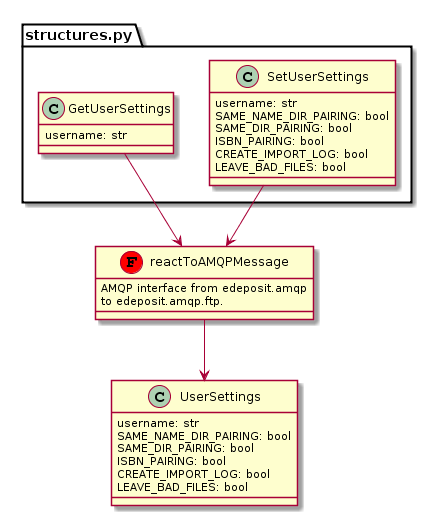 structures.py
C GetUserSettings
username: str
C SetUserSettings
username: str
SAME_NAME_DIR_PAIRING: bool
SAME_DIR_PAIRING: bool
ISBN_PAIRING: bool
CREATE_IMPORT_LOG: bool
LEAVE_BAD_FILES: bool
F reactToAMQPMessage
AMQP interface from edeposit.amqp
to edeposit.amqp.ftp.
C UserSettings
username: str
SAME_NAME_DIR_PAIRING: bool
SAME_DIR_PAIRING: bool
ISBN_PAIRING: bool
CREATE_IMPORT_LOG: bool
LEAVE_BAD_FILES: bool